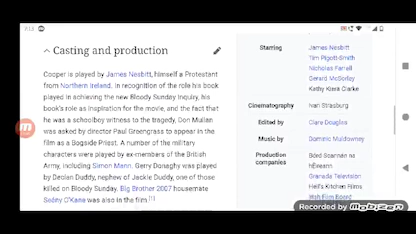 Casting and production
Cooper is played by James Nesbitt, himself a Protestant
from Northern Ireland. In recognition of the role his book
played in achieving the new Bloody Sunday Inquiry, his
book's role as inspiration for the movie, and the fact that
he was a schoolboy witness to the tragedy, Don Mullan
was asked by director Paul Greengrass to appear in the
film as a Bogside Priest. A number of the military
characters were played by ex-members of the British
Army, including Simon Mann. Gerry Donaghy was played
by Declan Duddy, nephew of Jackie Duddy, one of those
killed on Bloody Sunday. Big Brother 2007 housemate
Seány O'Kane was also in the film.[1]
Starring
James Nesbitt
Tim Pigott-Smith
Nicholas Farrell
Gerard McSorley
Kathy Kiera Clarke
Cinematography
Ivan Strasburg
Edited by
Clare Douglas
Music by
Dominic Muldowney
Production
companies
Bórd Scannán na
hÉireann
Granada Television
Hell's Kitchen Films
Irish Film Board
Recorded by
MOBIZEN